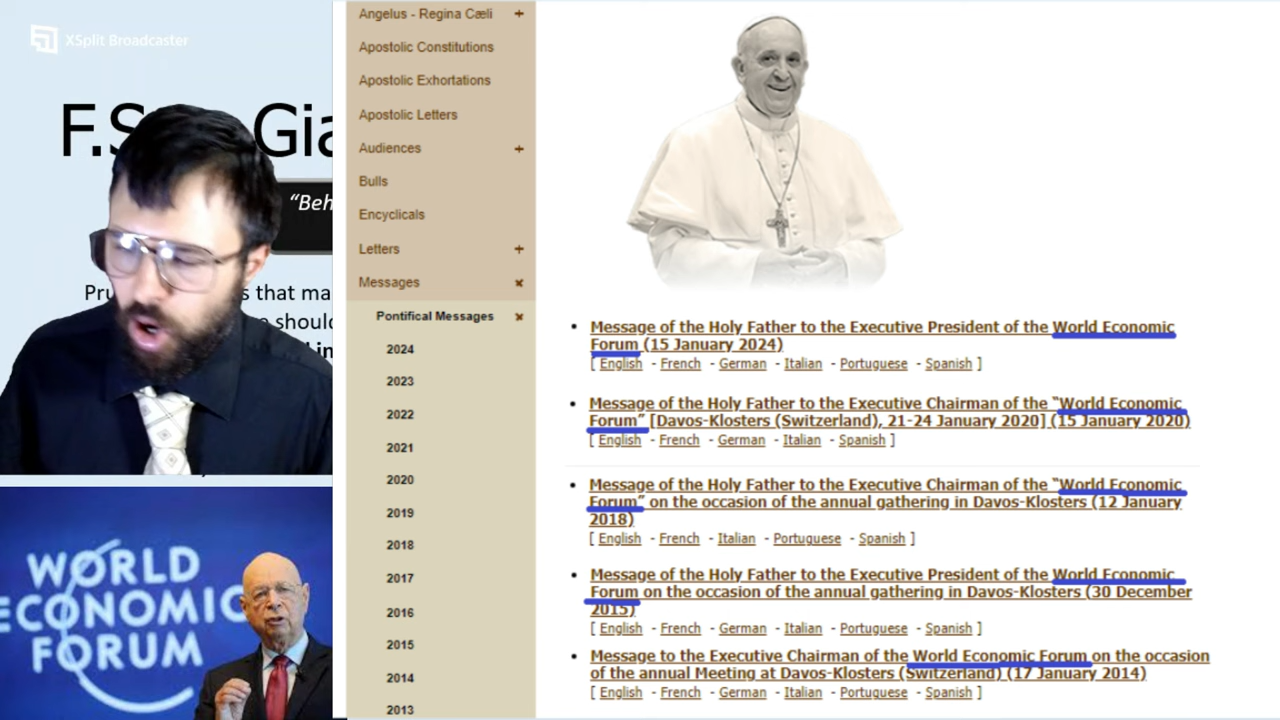 XSplit Broadcaster
F.S
Gia
"Beh
s that ma
shoul
Angelus - Regina Cæli +
Apostolic Constitutions
Apostolic Exhortations
Apostolic Letters
Audiences +
Bulls
Encyclicals
Letters +
Messages ×
Pontifical Messages ×
2024
2023
2022
2021
2020
2019
2018
2017
2016
2015
2014
2013
• Message of the Holy Father to the Executive President of the World Economic
Forum (15 January 2024)
[ English - French - German - Italian - Portuguese - Spanish ]
• Message of the Holy Father to the Executive Chairman of the "World Economic
Forum" [Davos-Klosters (Switzerland), 21-24 January 2020] (15 January 2020)
[ English - French - German - Italian - Spanish ]
• Message of the Holy Father to the Executive Chairman of the "World Economic
Forum" on the occasion of the annual gathering in Davos-Klosters (12 January
2018)
[ English - French - Italian - Portuguese - Spanish ]
• Message of the Holy Father to the Executive President of the World Economic
Forum on the occasion of the annual gathering in Davos-Klosters (30 December
2015)
[ English - French - German - Italian - Portuguese - Spanish ]
• Message to the Executive Chairman of the World Economic Forum on the occasion
of the annual Meeting at Davos-Klosters (Switzerland) (17 January 2014)
[ English - French - German - Italian - Portuguese - Spanish ]
WORLD
ECONOMIC
FORUM